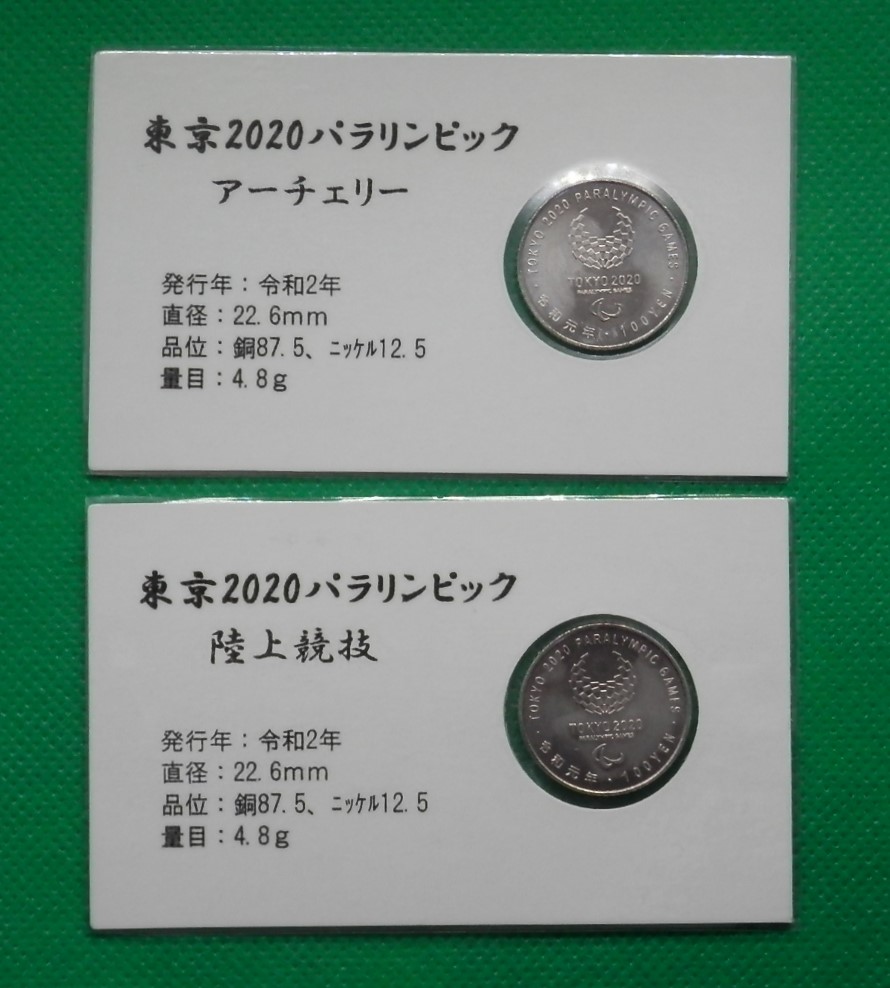 東京2020パラリンピック
アーチェリー
発行年：令和2年
直径：22.6mm
品位：銅87.5、ﾆｯｹﾙ12.5
量目：4.8g
TOKYO 2020 PARALYMPIC GAMES
TOKYO 2020
PARALYMPIC GAMES
令和元年・100YEN
東京2020パラリンピック
陸上競技
発行年：令和2年
直径：22.6mm
品位：銅87.5、ﾆｯｹﾙ12.5
量目：4.8g
TOKYO 2020 PARALYMPIC GAMES
TOKYO 2020
PARALYMPIC GAMES
令和元年・100YEN